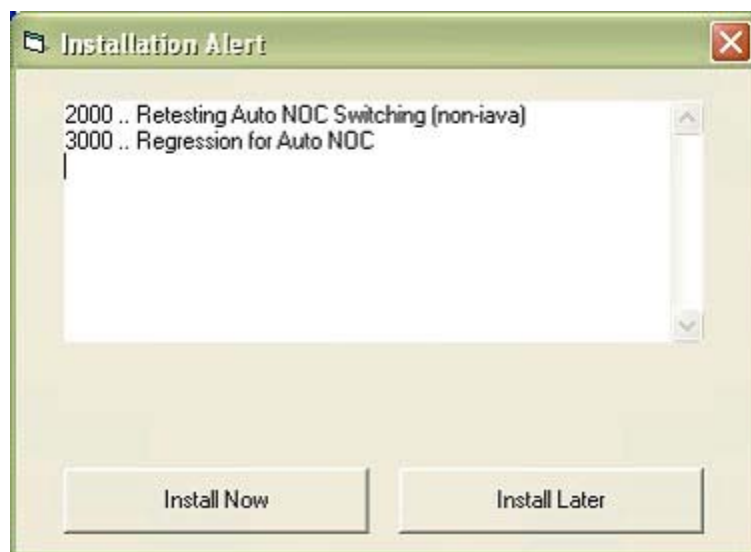 Installation Alert
2000 .. Retesting Auto NOC Switching (non-iava)
3000 .. Regression for Auto NOC
Install Now
Install Later